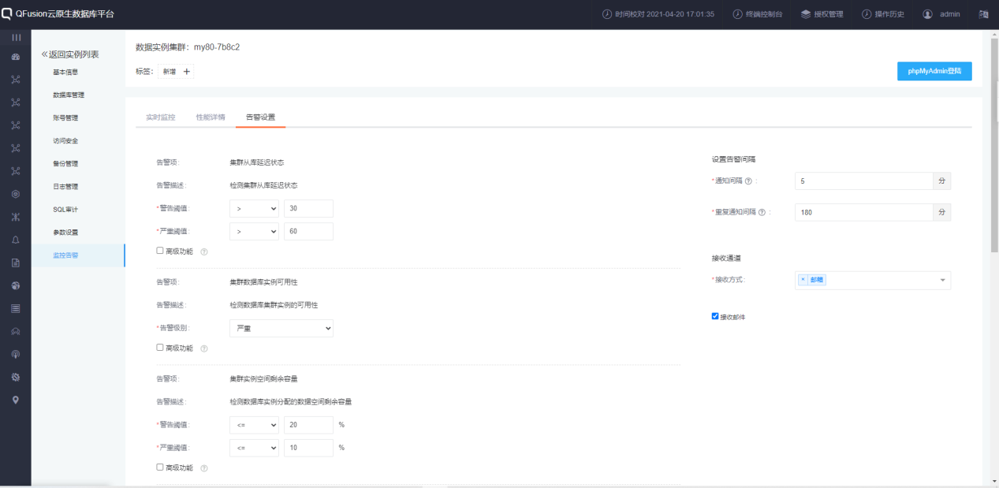 QFusion云原生数据库平台
时间校对 2021-04-20 17:01:35 终端控制台 授权管理 操作历史 admin
«返回实例列表
基本信息
数据库管理
账号管理
访问安全
备份管理
日志管理
SQL审计
参数设置
监控告警
数据实例集群：my80-7b8c2
标签： 新增 +
phpMyAdmin登陆
实时监控 性能详情 告警设置
告警项: 集群从库延迟状态
告警描述: 检测集群从库延迟状态
*警告阈值: > 30
*严重阈值: > 60
高级功能 ?
告警项: 集群数据库实例可用性
告警描述: 检测数据库集群实例的可用性
*告警级别: 严重
高级功能 ?
告警项: 集群实例空间剩余容量
告警描述: 检测数据库实例分配的数据空间剩余容量
*警告阈值: <= 20 %
*严重阈值: <= 10 %
高级功能 ?
设置告警间隔
*通知间隔 ? : 5 分
*重复通知间隔 ? : 180 分
接收通道
*接收方式: × 邮箱
接收邮件